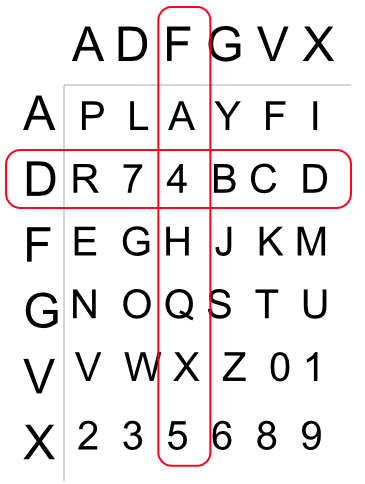 A D F G V X
A P L A Y F I
D R 7 4 B C D
F E G H J K M
G N O Q S T U
V V W X Z 0 1
X 2 3 5 6 8 9